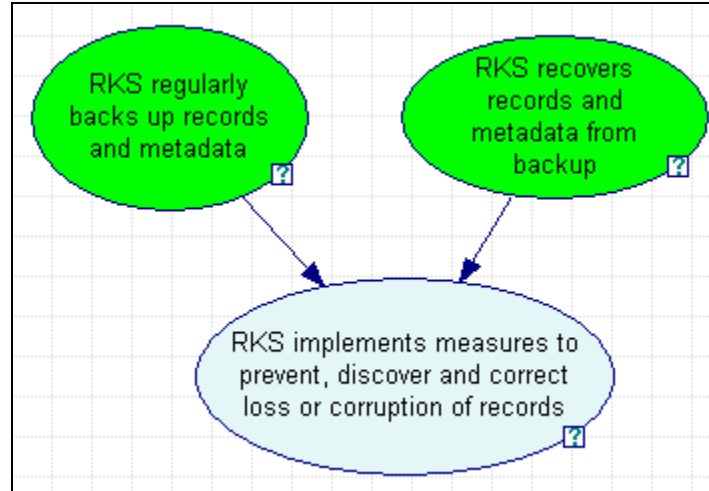 RKS regularly
backs up records
and metadata
?
RKS recovers
records and
metadata from
backup
?
RKS implements measures to
prevent, discover and correct
loss or corruption of records
?